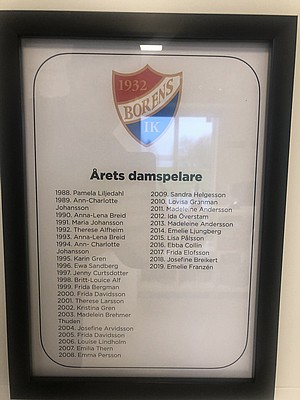 1932
BORENS
IK
Årets damspelare
1988. Pamela Liljedahl
1989. Ann-Charlotte
Johansson
1990. Anna-Lena Breid
1991. Maria Johansson
1992. Therese Alfheim
1993. Anna-Lena Breid
1994. Ann- Charlotte
Johansson
1995. Karin Gren
1996. Ewa Sandberg
1997. Jenny Curtsdotter
1998. Britt-Louice Alf
1999. Frida Bergman
2000. Frida Davidsson
2001. Therese Larsson
2002. Kristina Gren
2003. Malenein Brehmer
Thuden
2004. Josefine Arvidsson
2005. Frida Davidsson
2006. Louise Lindholm
2007. Emilia Thern
2008. Emma Persson
2009. Sandra Helgesson
2010. Lovisa Granman
2011. Madeleine Andersson
2012. Ida Överstam
2013. Madeleine Andersson
2014. Emelie Ljungberg
2015. Lisa Pålsson
2016. Ebba Collin
2017. Frida Elofsson
2018. Josefine Breikert
2019. Emelie Franzén